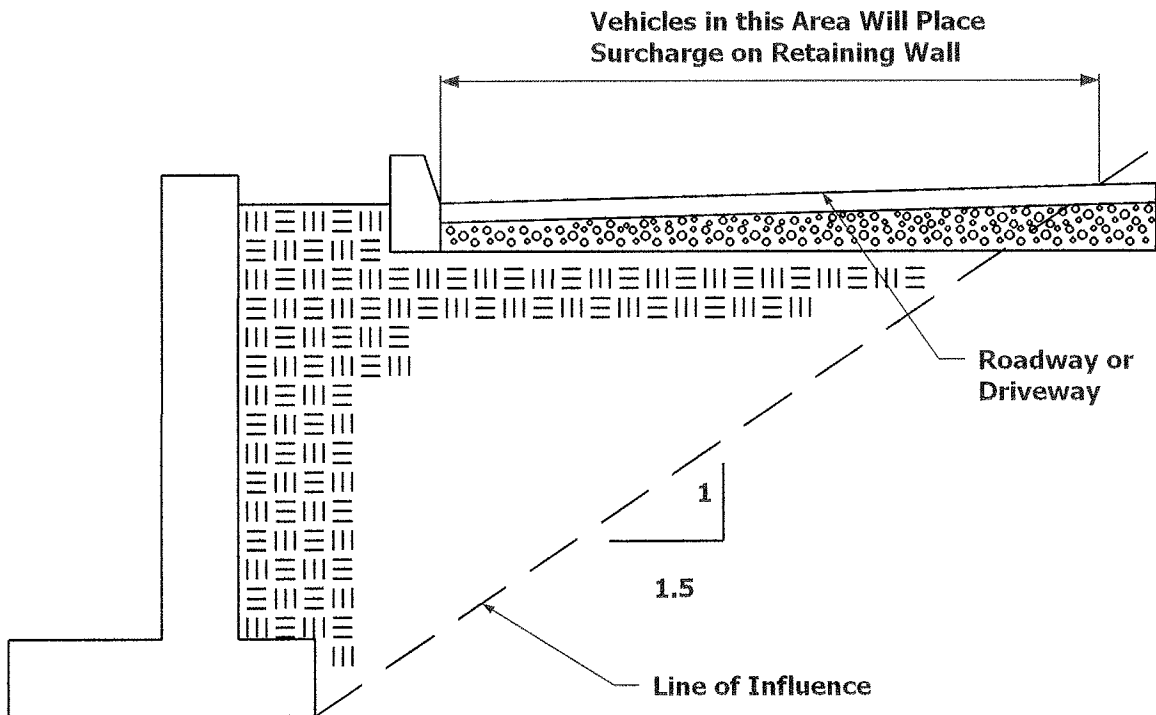 Vehicles in this Area Will Place
Surcharge on Retaining Wall
Roadway or
Driveway
1
1.5
Line of Influence